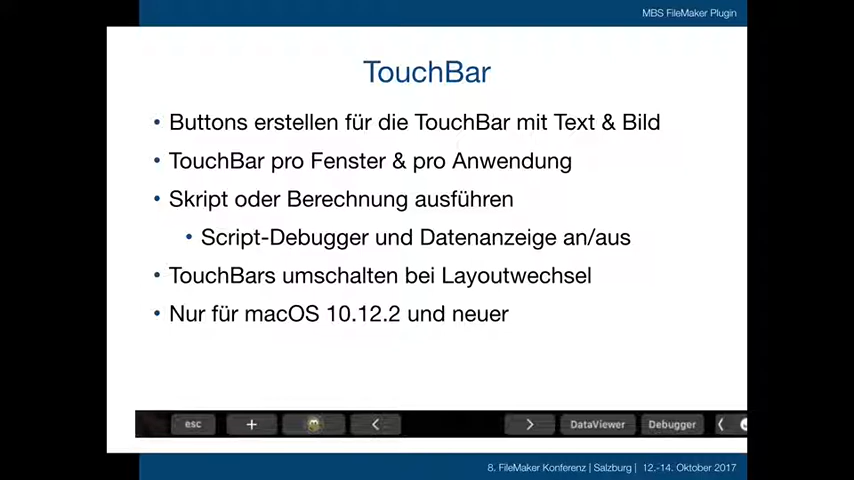 MBS FileMaker Plugin
TouchBar
• Buttons erstellen für die TouchBar mit Text & Bild
• TouchBar pro Fenster & pro Anwendung
• Skript oder Berechnung ausführen
• Script-Debugger und Datenanzeige an/aus
• TouchBars umschalten bei Layoutwechsel
• Nur für macOS 10.12.2 und neuer
esc + < > DataViewer Debugger
8. FileMaker Konferenz | Salzburg | 12.-14. Oktober 2017